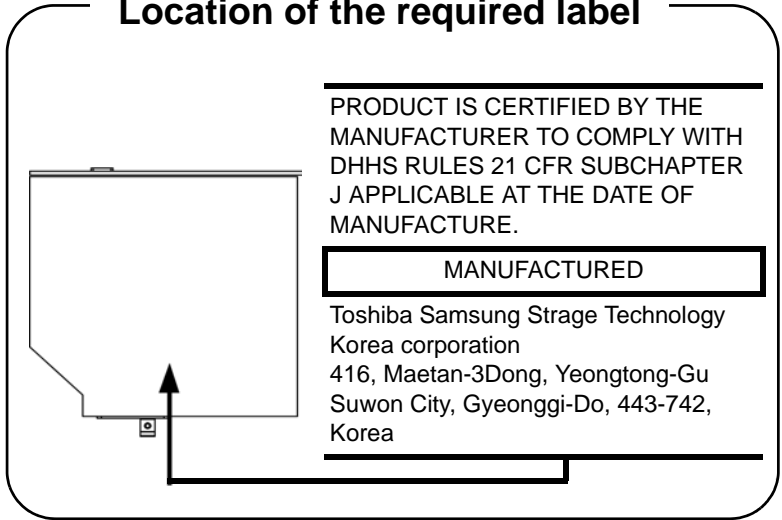 Location of the required label
PRODUCT IS CERTIFIED BY THE
MANUFACTURER TO COMPLY WITH
DHHS RULES 21 CFR SUBCHAPTER
J APPLICABLE AT THE DATE OF
MANUFACTURE.
MANUFACTURED
Toshiba Samsung Strage Technology
Korea corporation
416, Maetan-3Dong, Yeongtong-Gu
Suwon City, Gyeonggi-Do, 443-742,
Korea